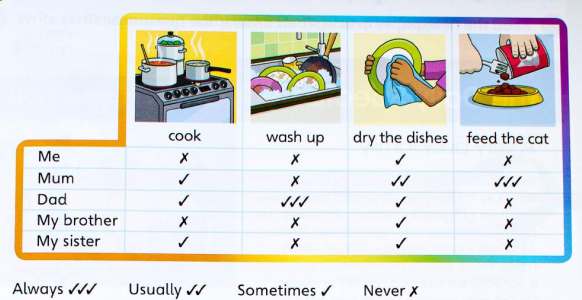 cook wash up dry the dishes feed the cat
Me ✗ ✗ ✓ ✗
Mum ✓ ✗ ✓✓ ✓✓✓
Dad ✓ ✓✓✓ ✓ ✗
My brother ✗ ✗ ✓ ✗
My sister ✓ ✗ ✓ ✗
Always ✓✓✓ Usually ✓✓ Sometimes ✓ Never ✗